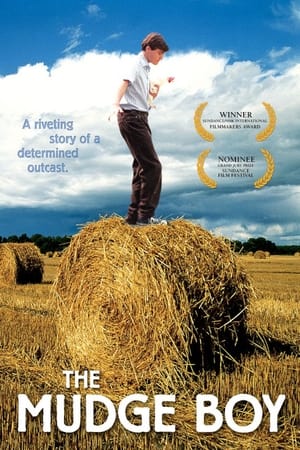 A riveting
story of a
determined
outcast.
WINNER
SUNDANCE/NHK INTERNATIONAL
FILMMAKERS AWARD
NOMINEE
GRAND JURY PRIZE
SUNDANCE
FILM FESTIVAL
THE
MUDGE BOY